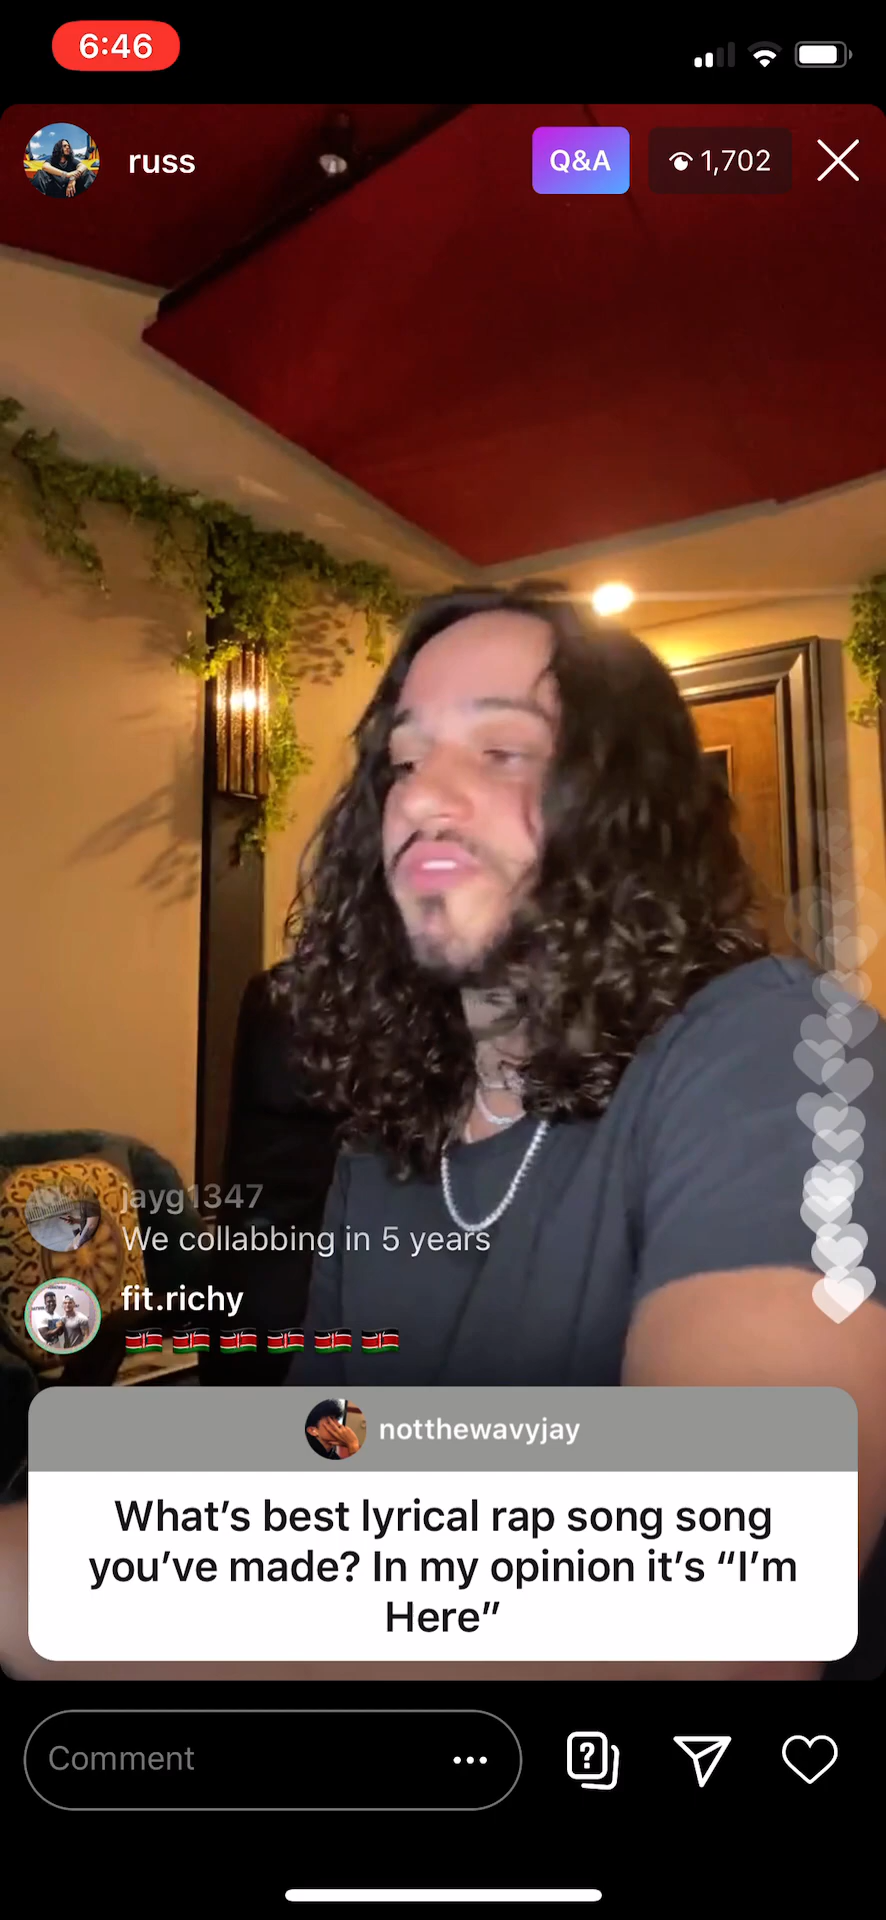 6:46
russ
Q&A
1,702
jayg1347
We collabbing in 5 years
fit.richy
🇰🇪🇰🇪🇰🇪🇰🇪🇰🇪🇰🇪
notthewavyjay
What’s best lyrical rap song song
you’ve made? In my opinion it’s “I’m
Here”
Comment